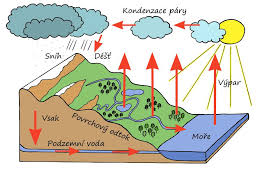 Kondenzace páry
Sníh
Déšť
Výpar
Vsak
Povrchový odtok
Moře
Podzemní voda